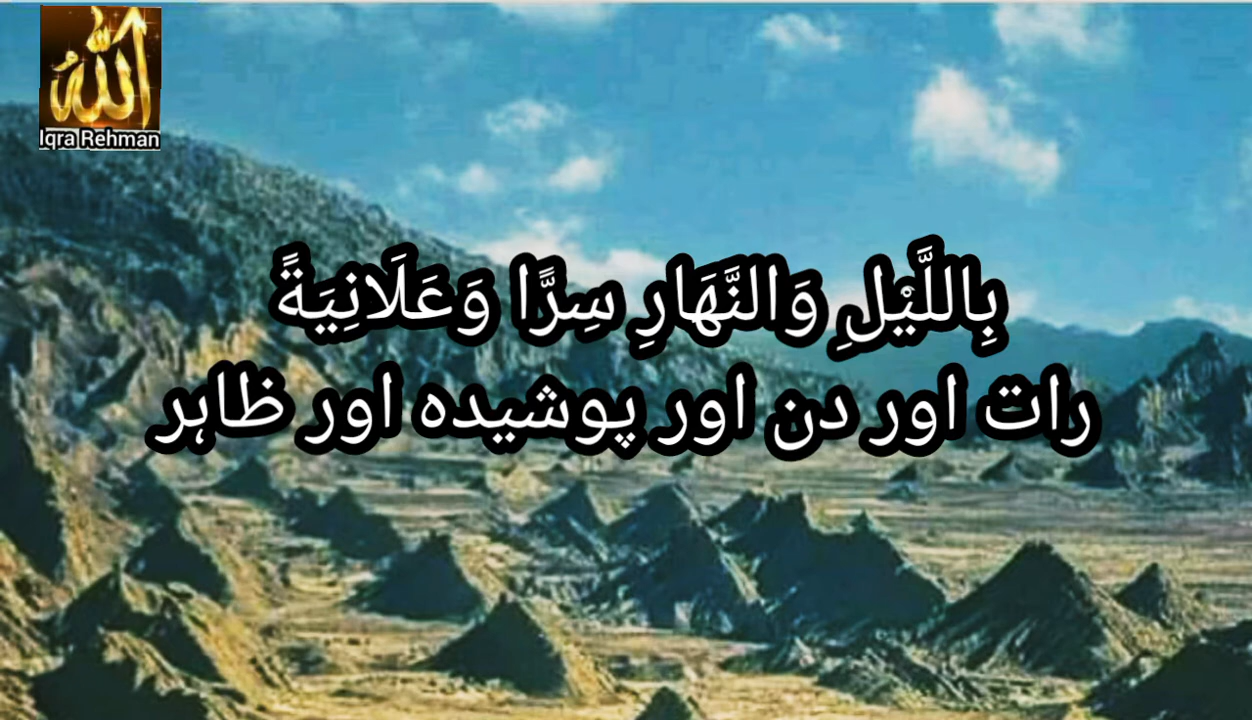 الله
Iqra Rehman
بِاللَّيْلِ وَالنَّهَارِ سِرًّا وَعَلَانِيَةً
رات اور دن اور پوشیدہ اور ظاہر